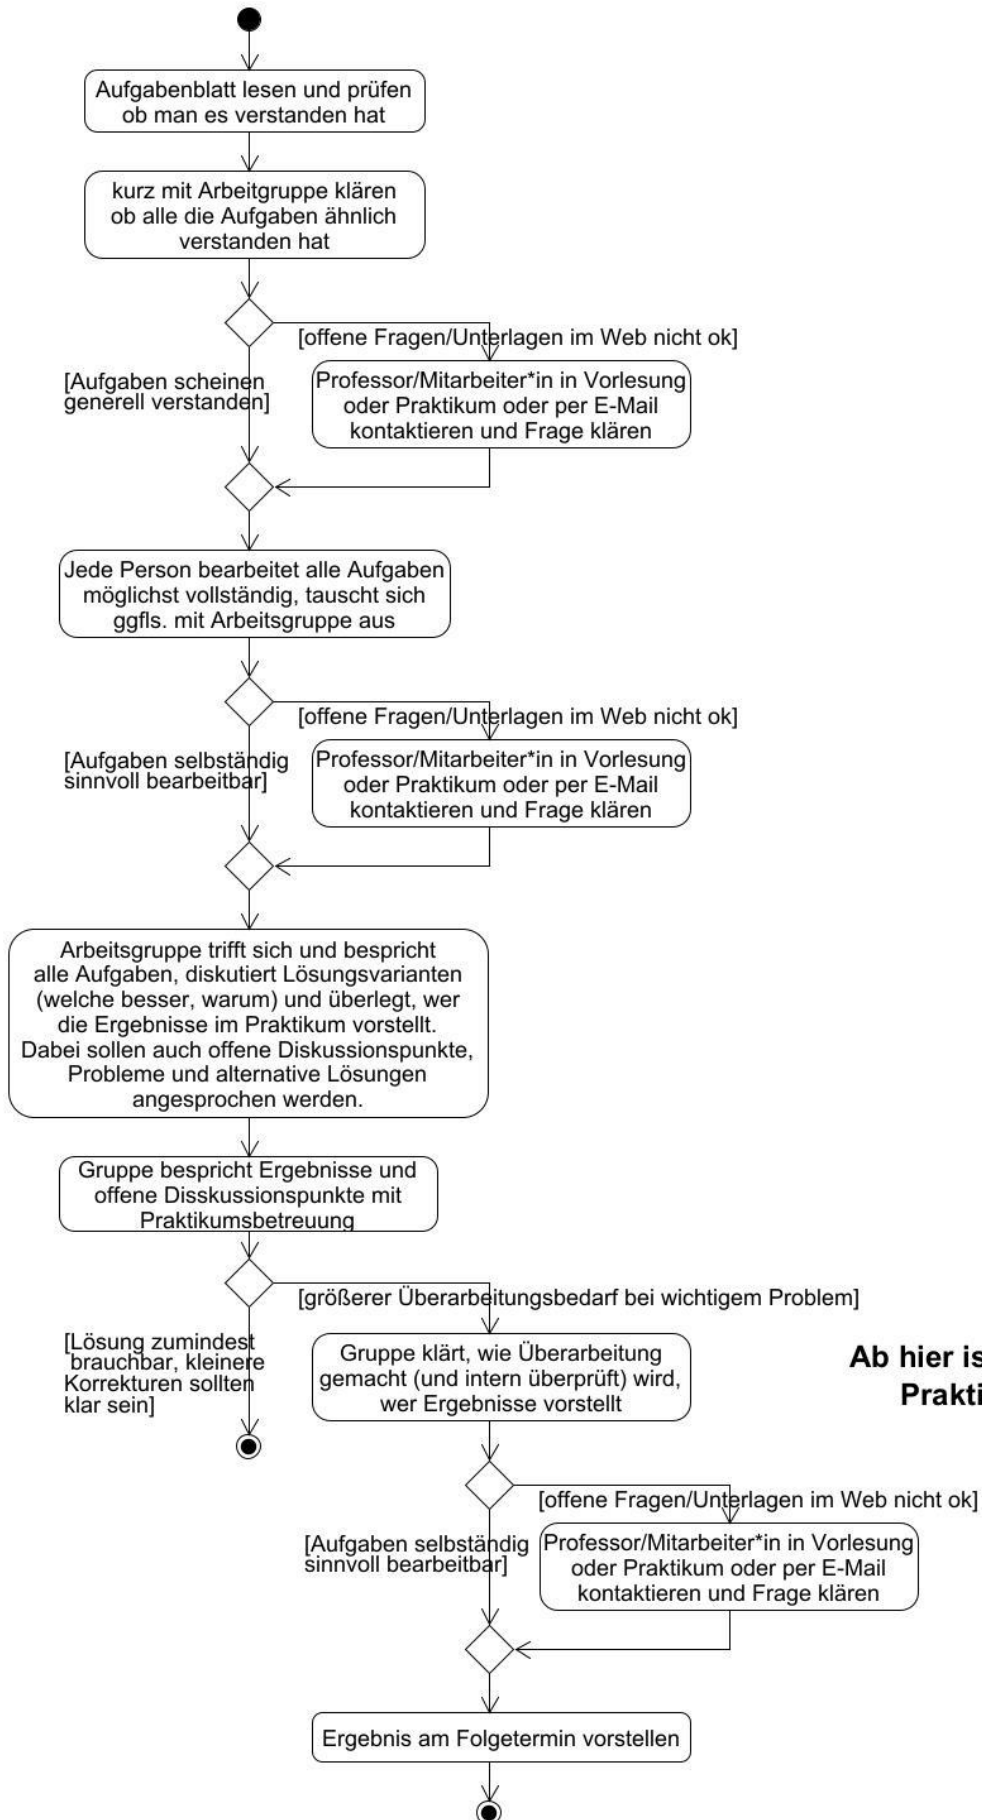 Aufgabenblatt lesen und prüfen
ob man es verstanden hat
kurz mit Arbeitgruppe klären
ob alle die Aufgaben ähnlich
verstanden hat
[offene Fragen/Unterlagen im Web nicht ok]
[Aufgaben scheinen
generell verstanden]
Professor/Mitarbeiter*in in Vorlesung
oder Praktikum oder per E-Mail
kontaktieren und Frage klären
Jede Person bearbeitet alle Aufgaben
möglichst vollständig, tauscht sich
ggfls. mit Arbeitsgruppe aus
[offene Fragen/Unterlagen im Web nicht ok]
[Aufgaben selbständig
sinnvoll bearbeitbar]
Professor/Mitarbeiter*in in Vorlesung
oder Praktikum oder per E-Mail
kontaktieren und Frage klären
Arbeitsgruppe trifft sich und bespricht
alle Aufgaben, diskutiert Lösungsvarianten
(welche besser, warum) und überlegt, wer
die Ergebnisse im Praktikum vorstellt.
Dabei sollen auch offene Diskussionspunkte,
Probleme und alternative Lösungen
angesprochen werden.
Gruppe bespricht Ergebnisse und
offene Disskussionspunkte mit
Praktikumsbetreuung
[größerer Überarbeitungsbedarf bei wichtigem Problem]
[Lösung zumindest
brauchbar, kleinere
Korrekturen sollten
klar sein]
Gruppe klärt, wie Überarbeitung
gemacht (und intern überprüft) wird,
wer Ergebnisse vorstellt
Ab hier is
Prakti
[offene Fragen/Unterlagen im Web nicht ok]
[Aufgaben selbständig
sinnvoll bearbeitbar]
Professor/Mitarbeiter*in in Vorlesung
oder Praktikum oder per E-Mail
kontaktieren und Frage klären
Ergebnis am Folgetermin vorstellen